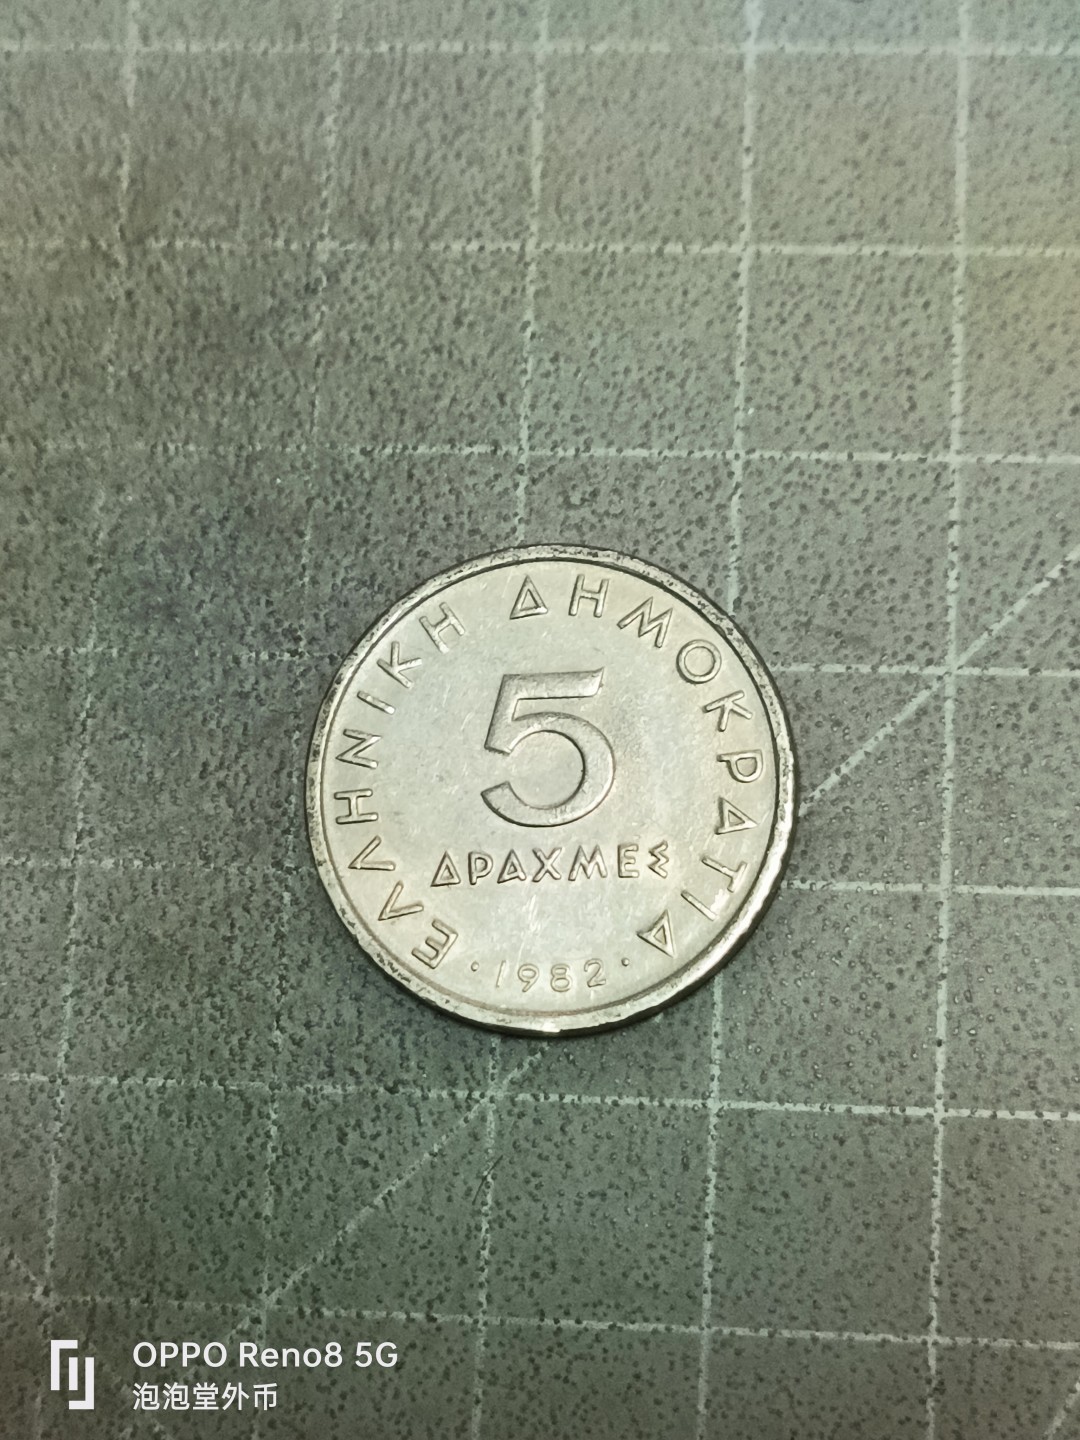 ΕΛΛΗΝΙΚΗ ΔΗΜΟΚΡΑΤΙΑ
5
ΔΡΑΧΜΕΣ
·1982·
OPPO Reno8 5G
泡泡堂外币